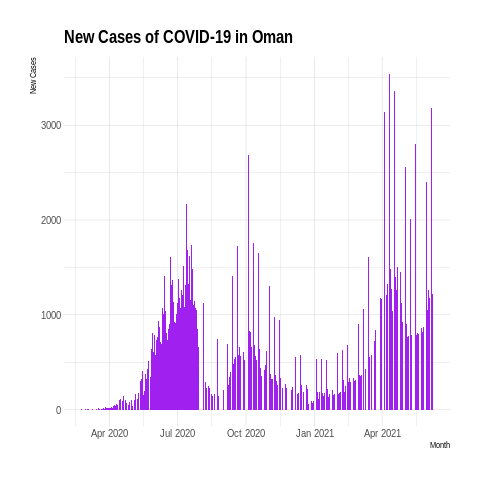 New Cases of COVID-19 in Oman
New Cases
3000
2000
1000
0
Apr 2020 Jul 2020 Oct 2020 Jan 2021 Apr 2021
Month